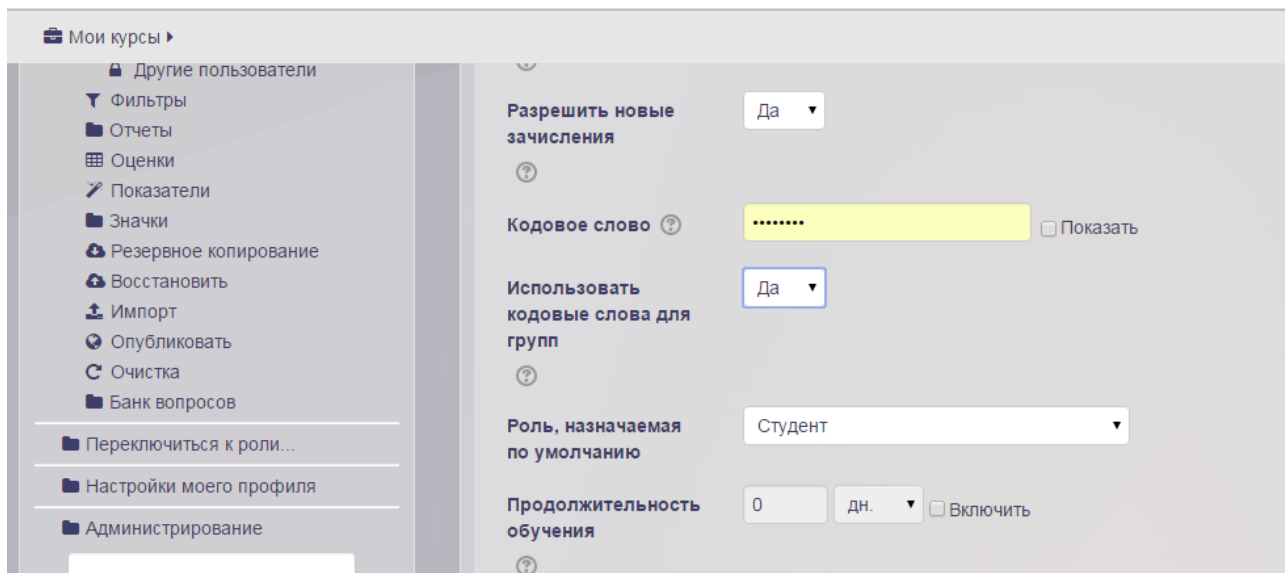 Мои курсы
Другие пользователи
Фильтры
Отчеты
Оценки
Показатели
Значки
Резервное копирование
Восстановить
Импорт
Опубликовать
Очистка
Банк вопросов
Переключиться к роли...
Настройки моего профиля
Администрирование
Разрешить новые
зачисления
Да
Кодовое слово
••••••••
Показать
Использовать
кодовые слова для
групп
Да
Роль, назначаемая
по умолчанию
Студент
Продолжительность
обучения
0 дн. Включить